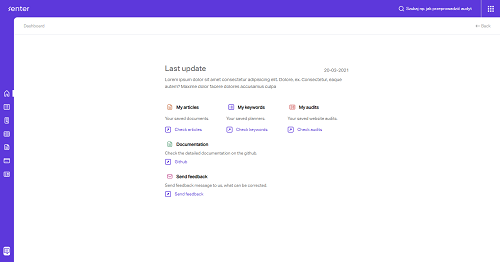 renter
Szukaj np. jak przeprowadzić audyt
Dashboard
Back
Last update
20-02-2021
Lorem ipsum dolor sit amet consectetur adipisicing elit. Dolore, ex. Consectetur, eaque
autem? Maxime dolor facere dolores accusamus culpa
My articles
My keywords
My audits
Your saved documents.
Your saved planners.
Your saved website audits.
Check articles
Check keywords
Check audits
Documentation
Check the detailed documentation on the github.
Github
Send feedback
Send feedback message to us, what can be corrected.
Send feedback